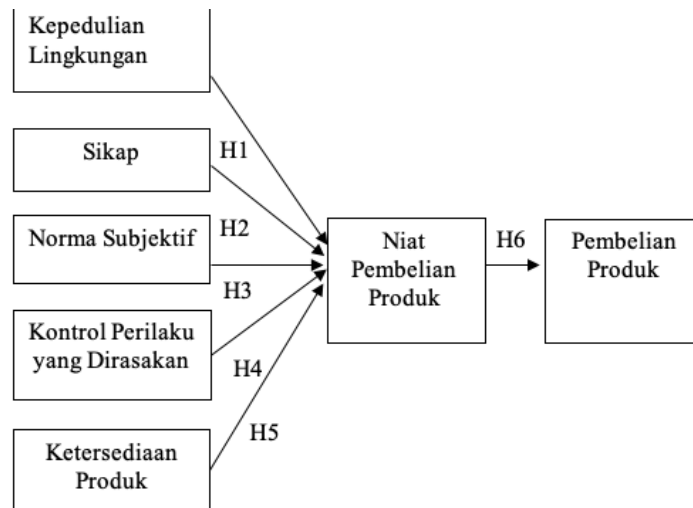 Kepedulian
Lingkungan
Sikap
H1
Norma Subjektif
H2
H3
Kontrol Perilaku
yang Dirasakan
H4
H5
Ketersediaan
Produk
Niat
Pembelian
Produk
H6
Pembelian
Produk